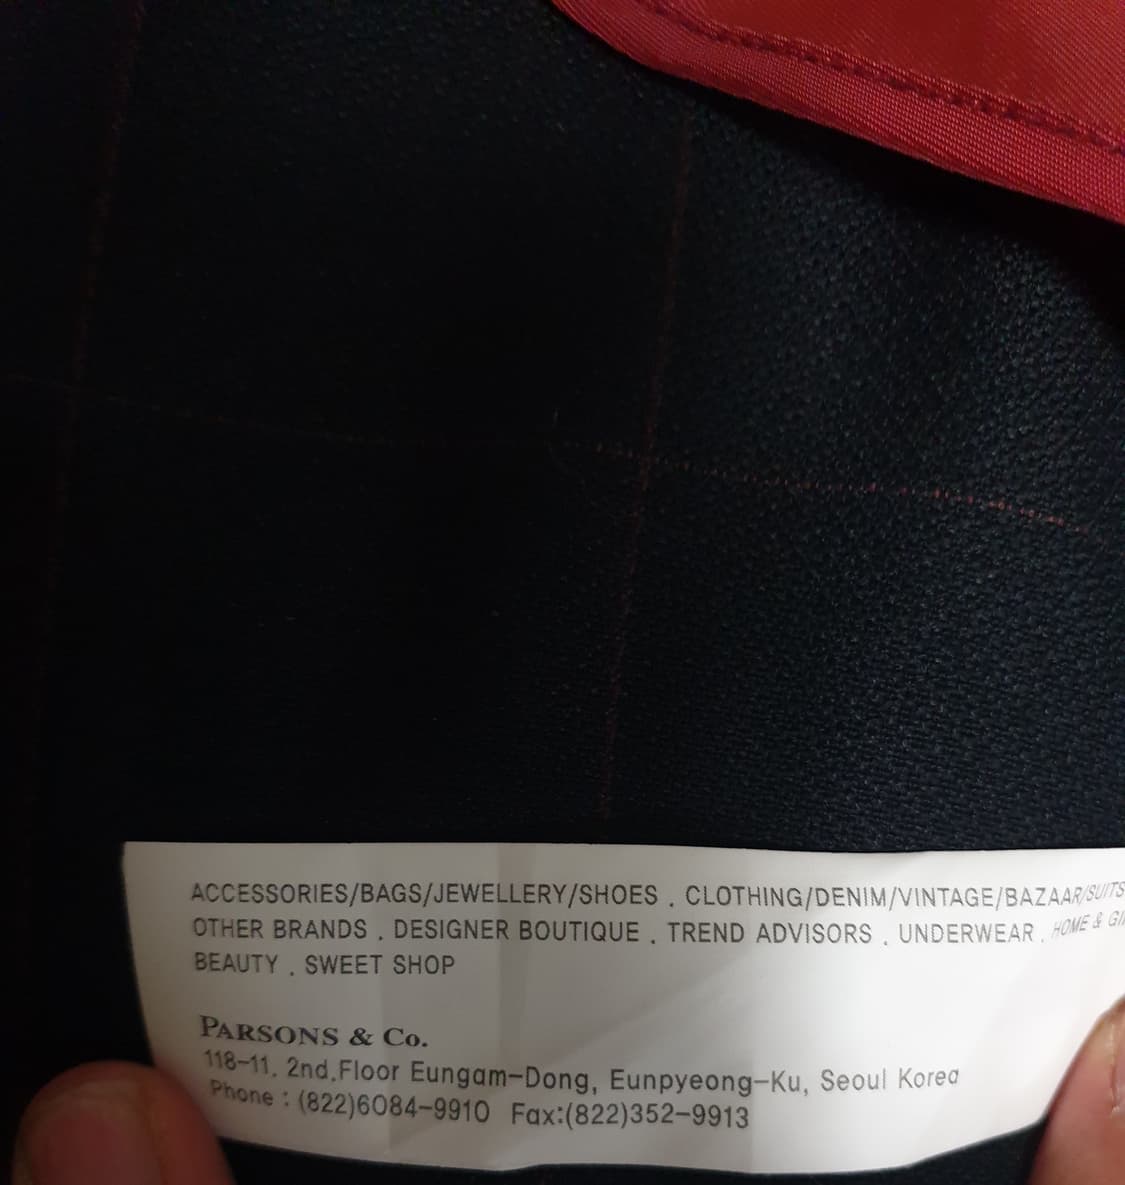 ACCESSORIES/BAGS/JEWELLERY/SHOES . CLOTHING/DENIM/VINTAGE/BAZAAR/SUITS
OTHER BRANDS . DESIGNER BOUTIQUE . TREND ADVISORS . UNDERWEAR . HOME &
BEAUTY . SWEET SHOP
PARSONS & CO.
118-11. 2nd.Floor Eungam-Dong, Eunpyeong-Ku, Seoul Korea
Phone : (822)6084-9910 Fax:(822)352-9913